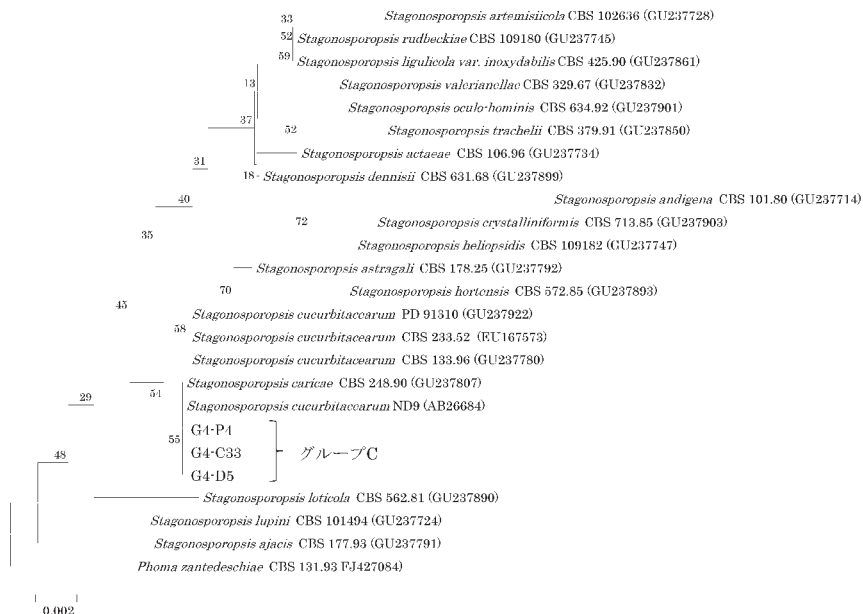 33 Stagonosporopsis artemisiicola CBS 102636 (GU237728)
52 Stagonosporopsis rudbeckiae CBS 109180 (GU237745)
59 Stagonosporopsis ligulicola var. inoxydabilis CBS 425.90 (GU237861)
13 Stagonosporopsis valerianellae CBS 329.67 (GU237832)
Stagonosporopsis oculo-hominis CBS 634.92 (GU237901)
37 52 Stagonosporopsis trachelii CBS 379.91 (GU237850)
Stagonosporopsis actaeae CBS 106.96 (GU237734)
31
18 Stagonosporopsis dennisii CBS 631.68 (GU237899)
40 Stagonosporopsis andigena CBS 101.80 (GU237714)
35 72 Stagonosporopsis crystalliniformis CBS 713.85 (GU237903)
Stagonosporopsis heliopsidis CBS 109182 (GU237747)
Stagonosporopsis astragali CBS 178.25 (GU237792)
70 Stagonosporopsis hortensis CBS 572.85 (GU237893)
45
Stagonosporopsis cucurbitacearum PD 91310 (GU237922)
58 Stagonosporopsis cucurbitacearum CBS 233.52 (EU167573)
Stagonosporopsis cucurbitacearum CBS 133.96 (GU237780)
54 Stagonosporopsis caricae CBS 248.90 (GU237807)
29 Stagonosporopsis cucurbitacearum ND9 (AB26684)
G4-P4
55 G4-C33 グループC
48
G4-D5
Stagonosporopsis loticola CBS 562.81 (GU237890)
Stagonosporopsis lupini CBS 101494 (GU237724)
Stagonosporopsis ajacis CBS 177.93 (GU237791)
Phoma zantedeschiae CBS 131.93 FJ427084)
0.002